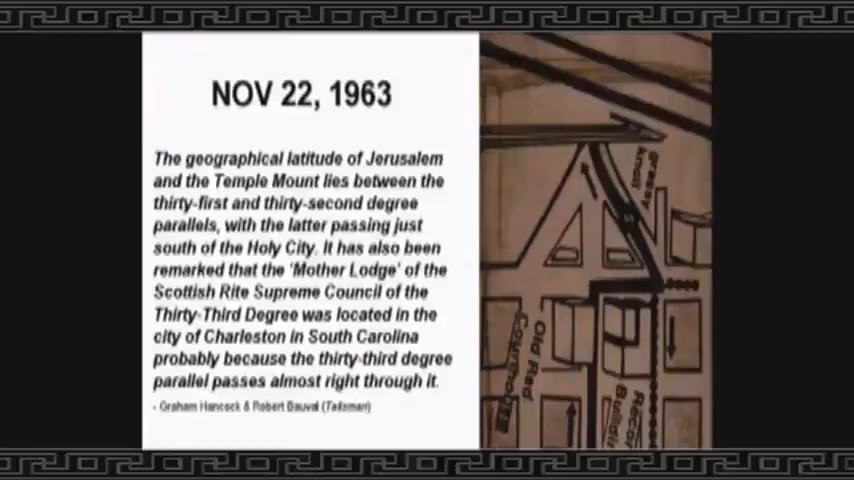 NOV 22, 1963
The geographical latitude of Jerusalem
and the Temple Mount lies between the
thirty-first and thirty-second degree
parallels, with the latter passing just
south of the Holy City. It has also been
remarked that the 'Mother Lodge' of the
Scottish Rite Supreme Council of the
Thirty-Third Degree was located in the
city of Charleston in South Carolina
probably because the thirty-third degree
parallel passes almost right through it.
- Graham Hancock & Robert Bauval (Talisman)
grassy
knoll
Old Red